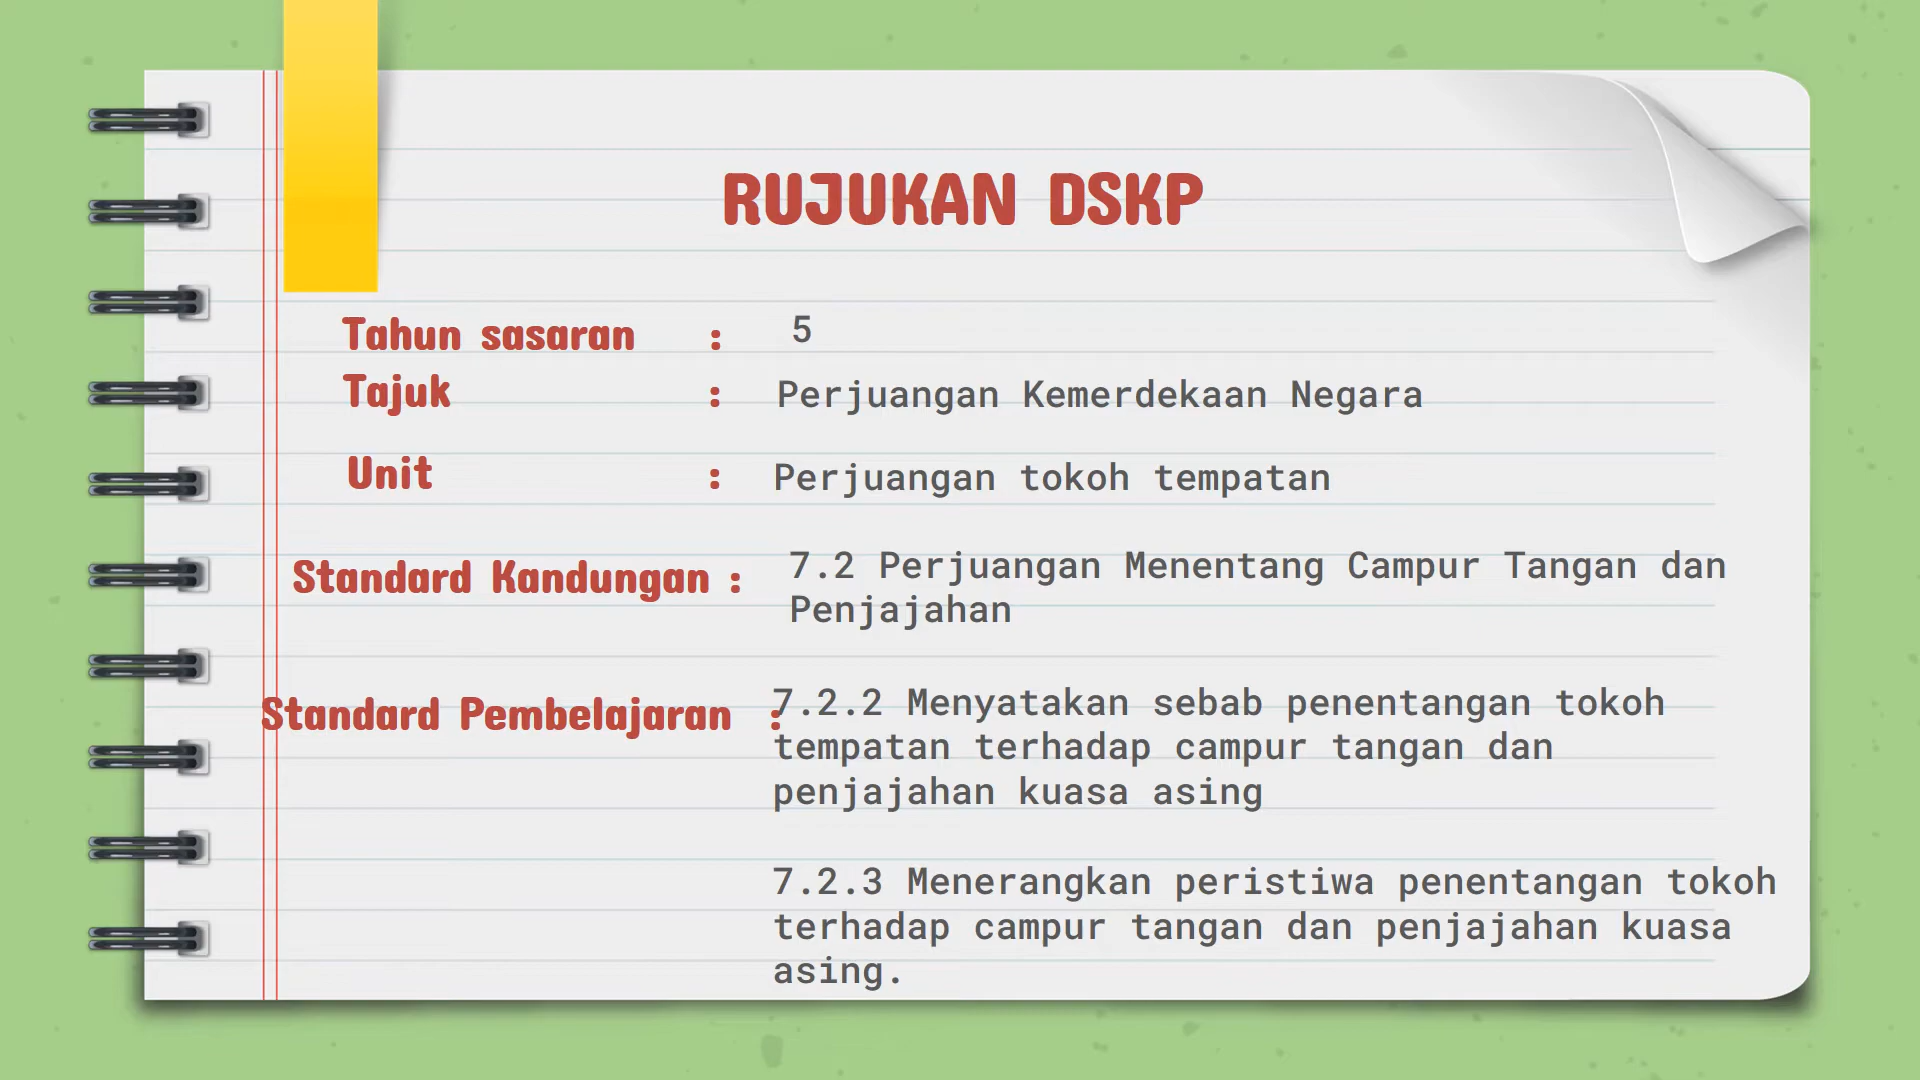 RUJUKAN DSKP
Tahun sasaran : 5
Tajuk : Perjuangan Kemerdekaan Negara
Unit : Perjuangan tokoh tempatan
Standard Kandungan : 7.2 Perjuangan Menentang Campur Tangan dan
Penjajahan
Standard Pembelajaran : 7.2.2 Menyatakan sebab penentangan tokoh
tempatan terhadap campur tangan dan
penjajahan kuasa asing
7.2.3 Menerangkan peristiwa penentangan tokoh
terhadap campur tangan dan penjajahan kuasa
asing.